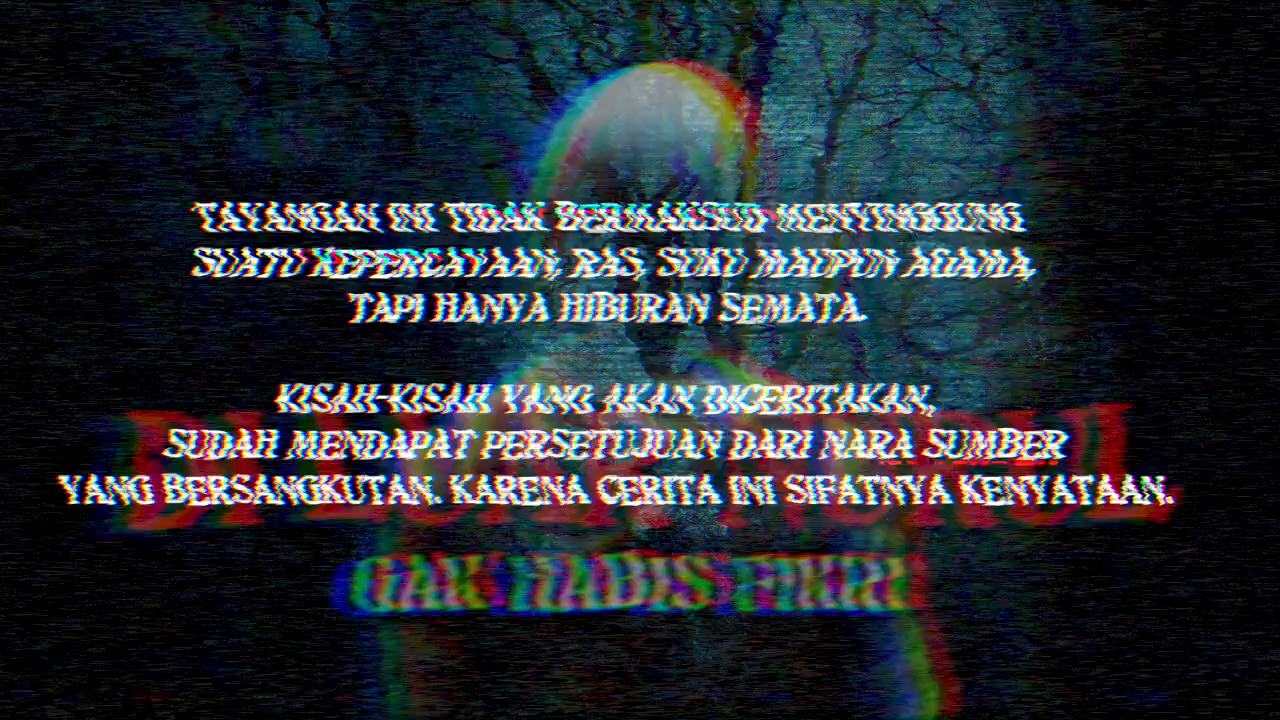 TAYANGAN INI TIDAK BERMAKSUD MENYINGGUNG
SUATU KEPERCAYAAN, RAS, SUKU MAUPUN AGAMA,
TAPI HANYA HIBURAN SEMATA.
KISAH-KISAH YANG AKAN DICERITAKAN,
SUDAH MENDAPAT PERSETUJUAN DARI NARA SUMBER
YANG BERSANGKUTAN. KARENA CERITA INI SIFATNYA KENYATAAN.
GAK HABIS FIKRI